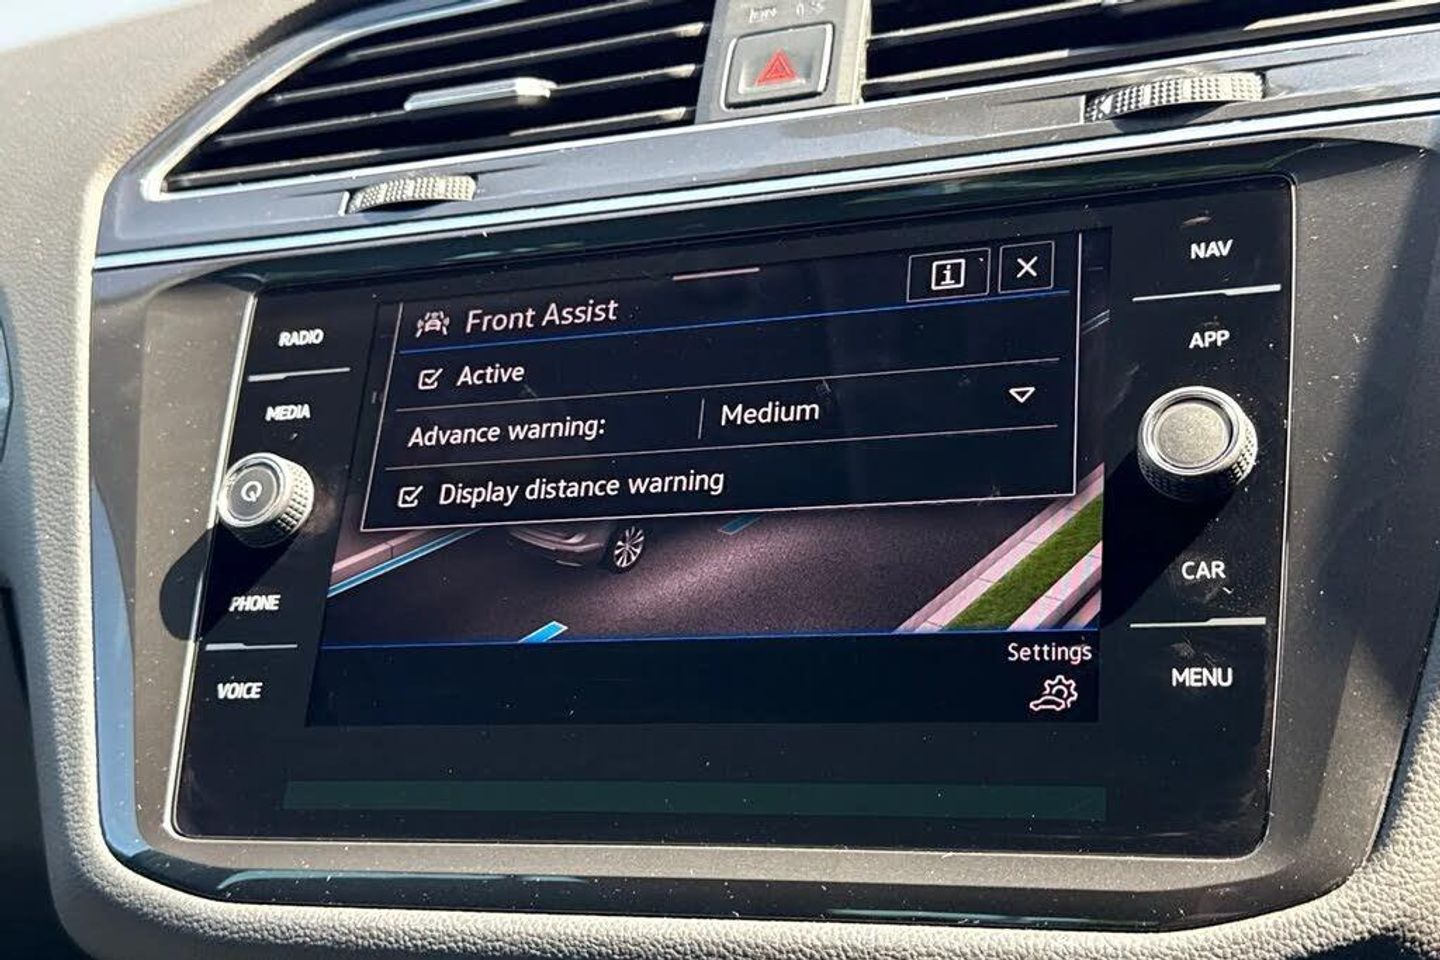 Front Assist
i
X
Active
Advance warning:
Medium
Display distance warning
Settings
RADIO
MEDIA
PHONE
VOICE
NAV
APP
CAR
MENU